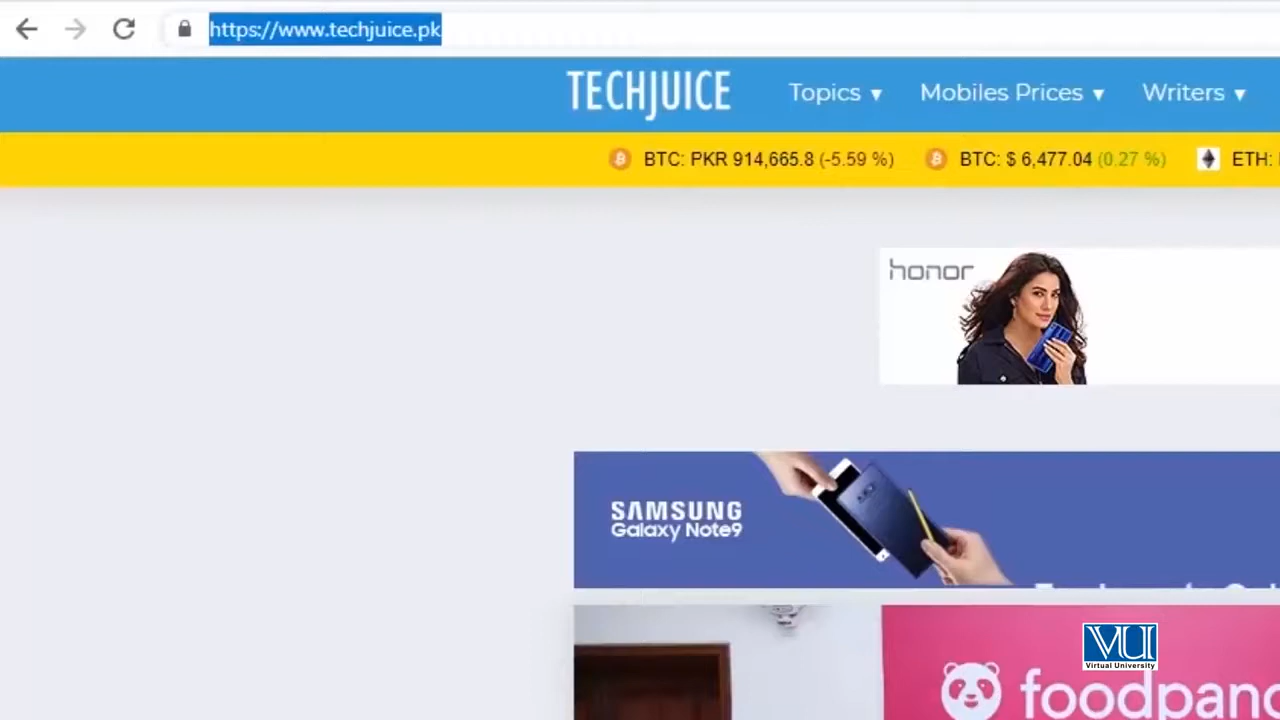 https://www.techjuice.pk
TECHJUICE Topics ▼ Mobiles Prices ▼ Writers ▼
BTC: PKR 914,665.8 (-5.59 %) BTC: $ 6,477.04 (0.27 %) ETH:
honor
SAMSUNG
Galaxy Note9
VU
Virtual University
foodpand